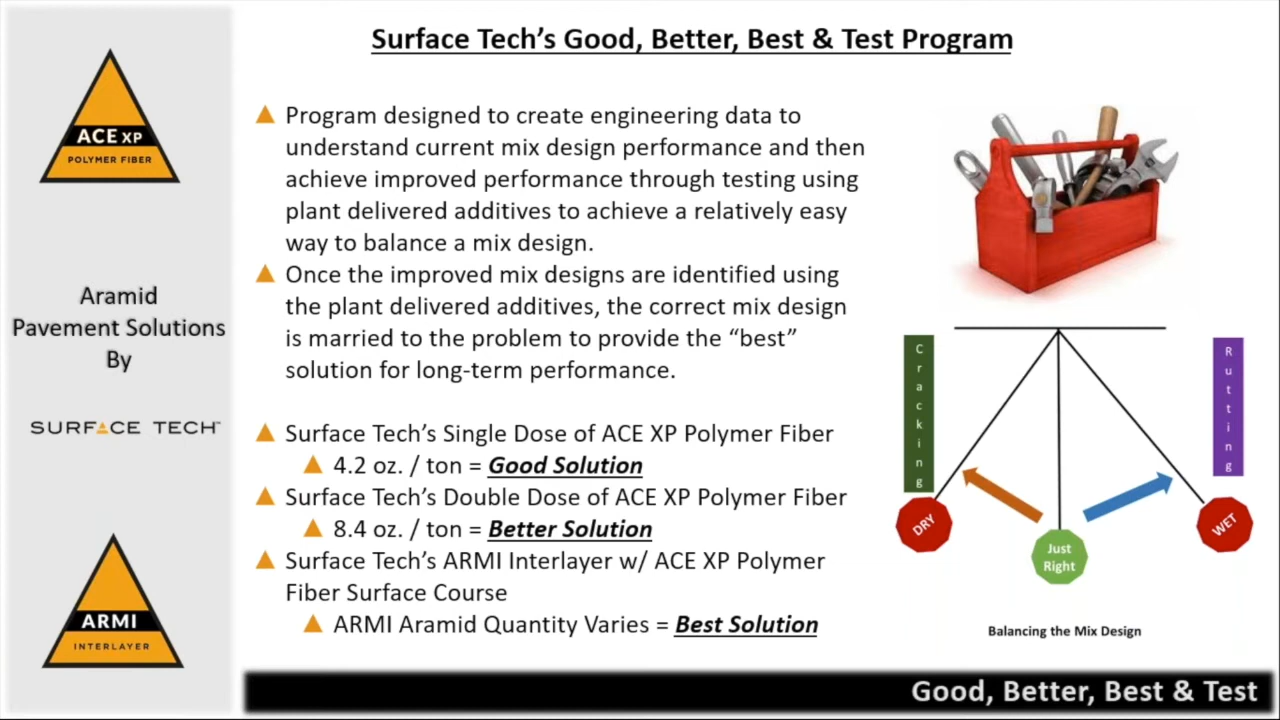 Surface Tech's Good, Better, Best & Test Program
ACE XP
POLYMER FIBER
Aramid
Pavement Solutions
By
SURFACE TECH™
ARMI
INTERLAYER
Program designed to create engineering data to
understand current mix design performance and then
achieve improved performance through testing using
plant delivered additives to achieve a relatively easy
way to balance a mix design.
Once the improved mix designs are identified using
the plant delivered additives, the correct mix design
is married to the problem to provide the “best”
solution for long-term performance.
Surface Tech's Single Dose of ACE XP Polymer Fiber
4.2 oz. / ton = Good Solution
Surface Tech's Double Dose of ACE XP Polymer Fiber
8.4 oz. / ton = Better Solution
Surface Tech's ARMI Interlayer w/ ACE XP Polymer
Fiber Surface Course
ARMI Aramid Quantity Varies = Best Solution
Cracking
Rutting
DRY
WET
Just
Right
Balancing the Mix Design
Good, Better, Best & Test